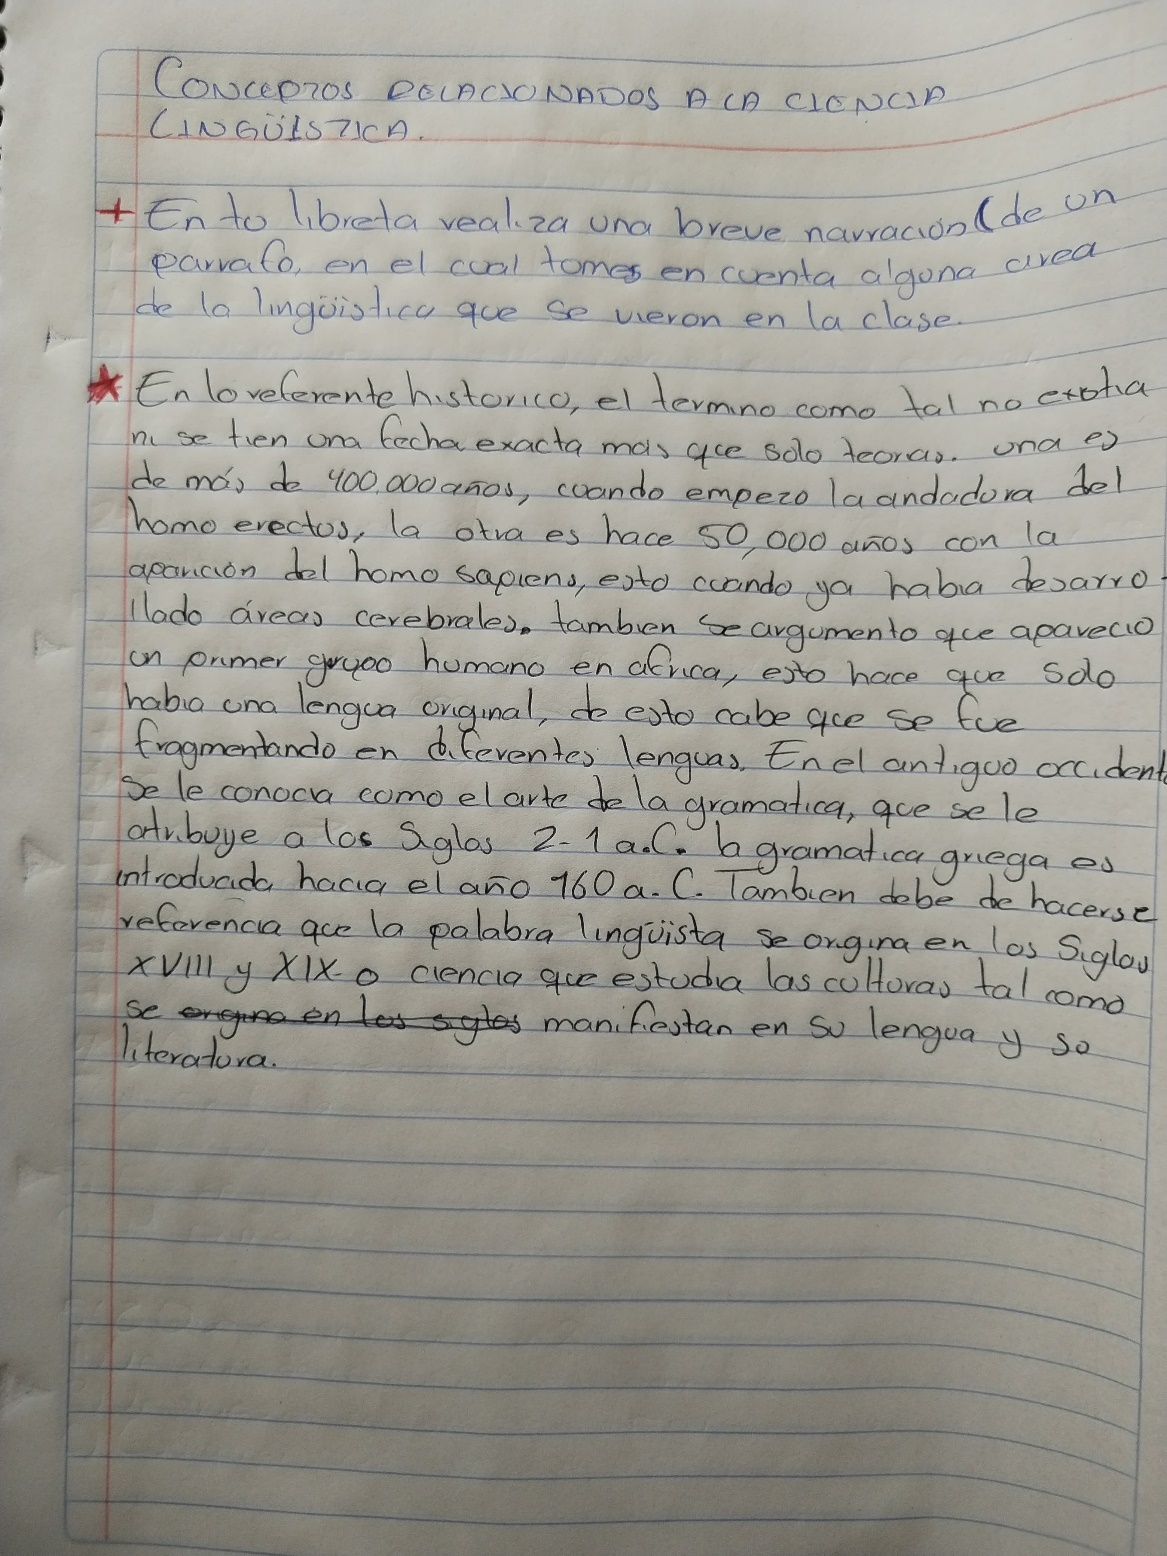 CONCEPTOS RELACIONADOS A LA CIENCIA
LINGÜISTICA.
+ En tu libreta realiza una breve narración (de un
parrafo, en el cual tomes en cuenta alguna area
de la lingüistica que se vieron en la clase.
* En lo referente historico, el termino como tal no existia
ni se tien una fecha exacta mas que solo teorias. una es
de más de 400.000 años, cuando empezo la andadura del
homo erectus, la otra es hace 50,000 años con la
aparición del homo sapiens, esto cuando ya habia desarro-
llado áreas cerebrales. tambien se argumento que aparecio
un primer grupo humano en africa, esto hace que solo
habia una lengua original, de esto cabe que se fue
fragmentando en diferentes lenguas. En el antiguo occidente
se le conocia como el arte de la gramatica, que se le
atribuye a los Siglos 2-1 a.C. la gramatica griega es
introducida hacia el año 160 a.C. Tambien debe de hacerse
referencia que la palabra lingüista se origina en los Siglos
XVIII y XIX o ciencia que estudia las culturas tal como
se origina en los siglos manifiestan en su lengua y su
literatura.